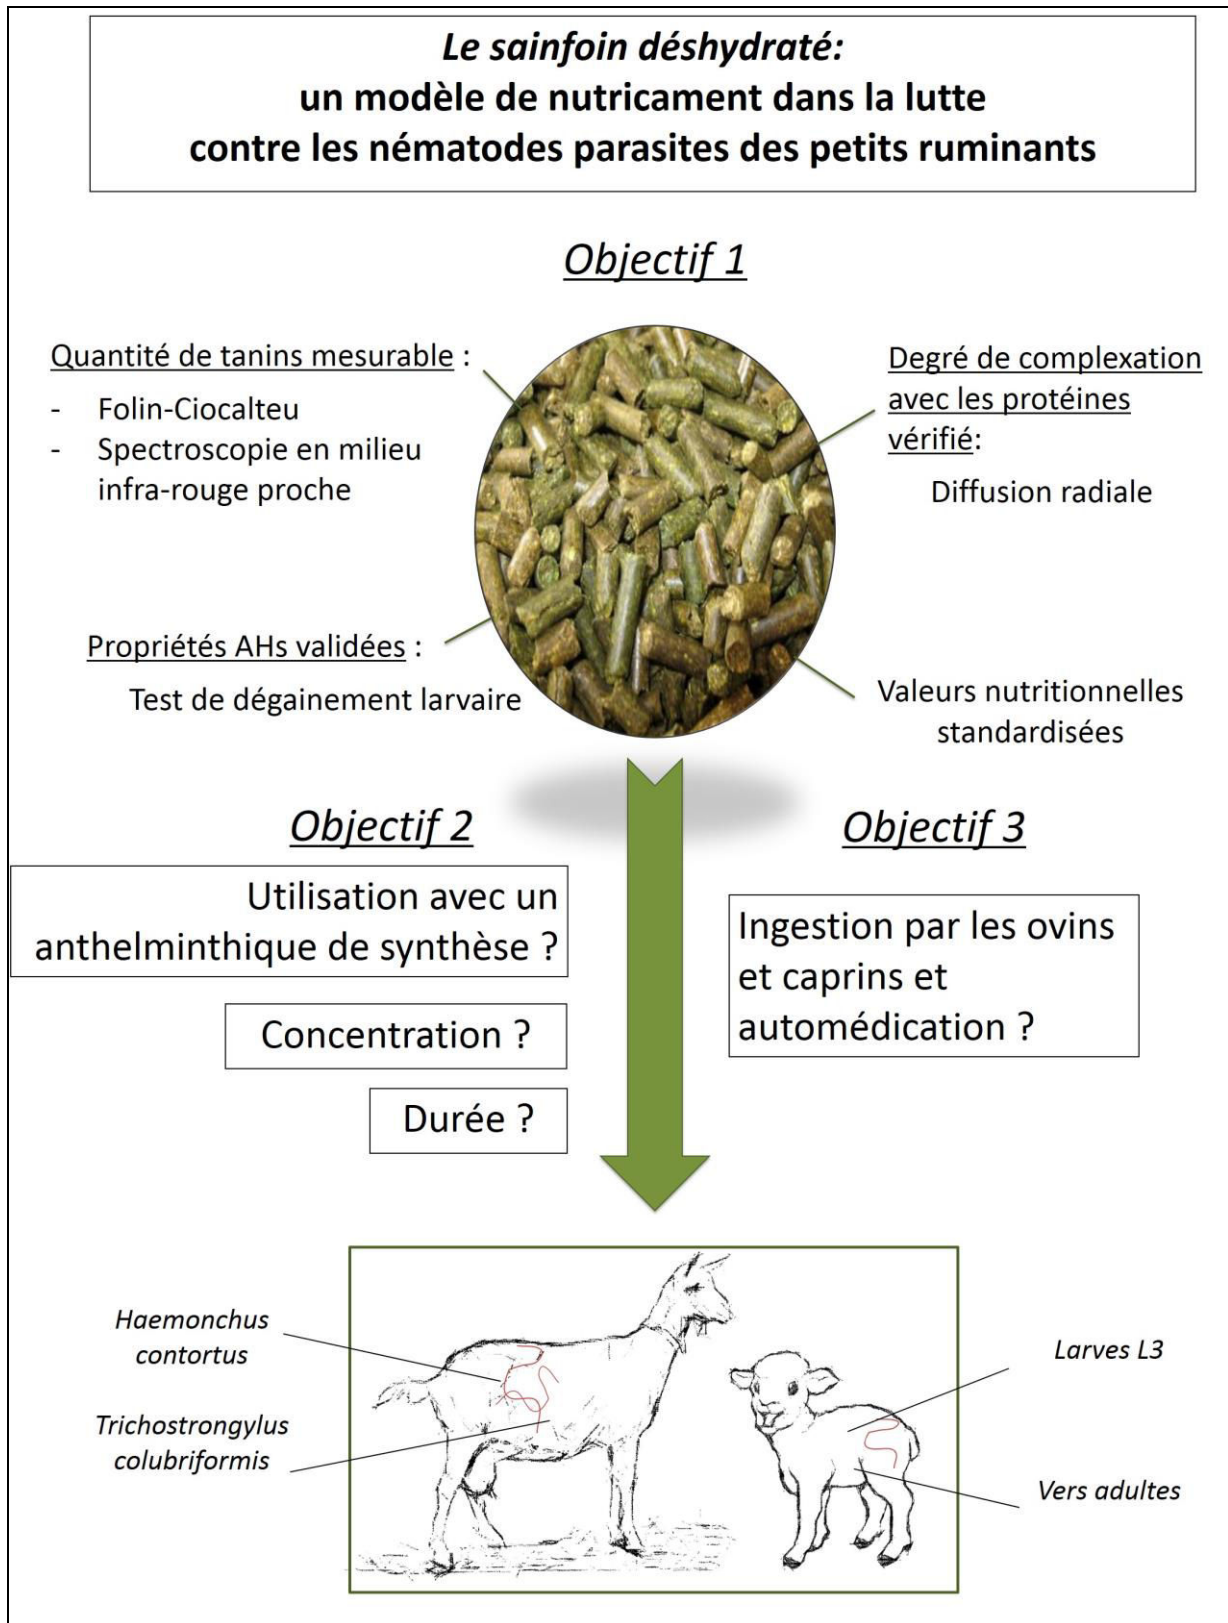 Le sainfoin déshydraté:
un modèle de nutricament dans la lutte
contre les nématodes parasites des petits ruminants
Objectif 1
Quantité de tanins mesurable :
- Folin-Ciocalteu
- Spectroscopie en milieu
infra-rouge proche
Degré de complexation
avec les protéines
vérifié:
Diffusion radiale
Propriétés AHs validées :
Test de dégainement larvaire
Valeurs nutritionnelles
standardisées
Objectif 2
Utilisation avec un
anthelminthique de synthèse ?
Concentration ?
Durée ?
Objectif 3
Ingestion par les ovins
et caprins et
automédication ?
Haemonchus
contortus
Trichostrongylus
colubriformis
Larves L3
Vers adultes